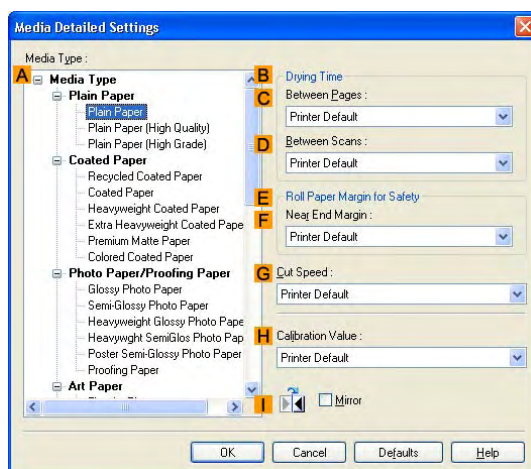 Media Detailed Settings
Media Type :
A
Media Type
Plain Paper
Plain Paper
Plain Paper (High Quality)
Plain Paper (High Grade)
Coated Paper
Recycled Coated Paper
Coated Paper
Heavyweight Coated Paper
Extra Heavyweight Coated Pape
Premium Matte Paper
Colored Coated Paper
Photo Paper/Proofing Paper
Glossy Photo Paper
Semi-Glossy Photo Paper
Heavyweight Glossy Photo Pape
Heavywght SemiGlos Photo Pap
Poster Semi-Glossy Photo Pape
Proofing Paper
Art Paper
B Drying Time
C Between Pages :
Printer Default
D Between Scans :
Printer Default
E Roll Paper Margin for Safety
F Near End Margin :
Printer Default
G Cut Speed :
Printer Default
H Calibration Value :
Printer Default
I Mirror
OK Cancel Defaults Help